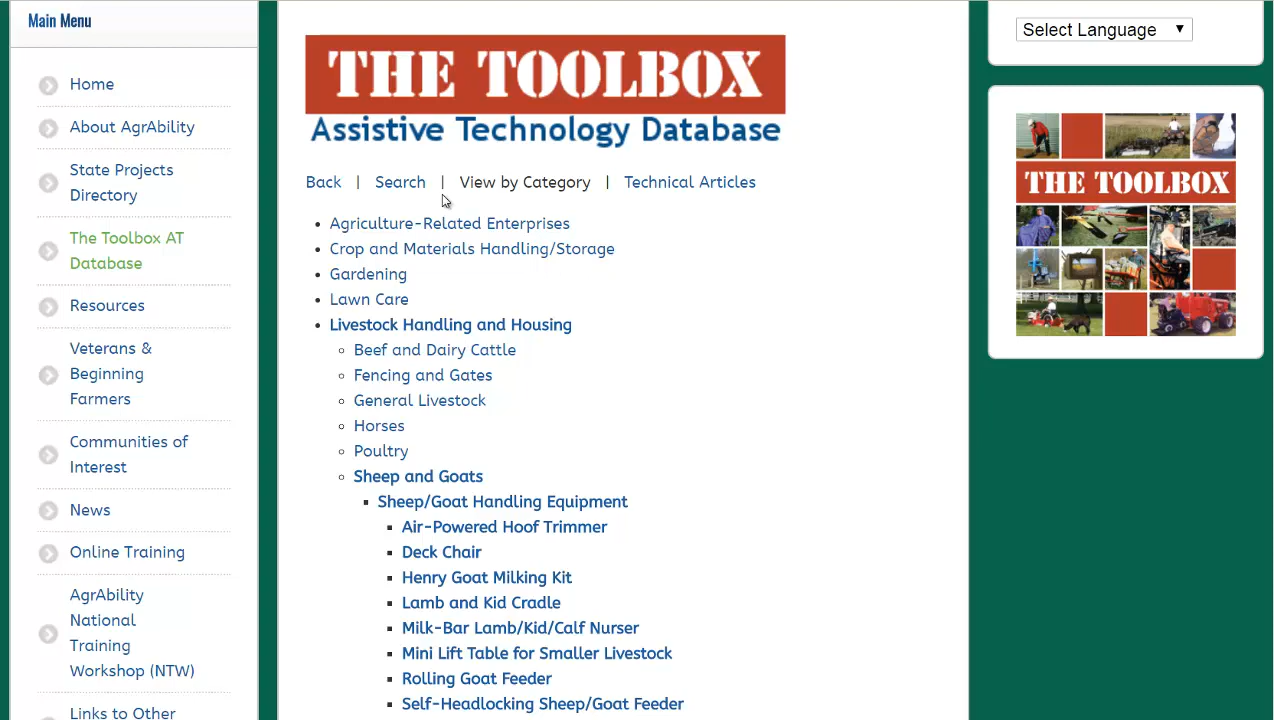 Main Menu
Home
About AgrAbility
State Projects
Directory
The Toolbox AT
Database
Resources
Veterans &
Beginning
Farmers
Communities of
Interest
News
Online Training
AgrAbility
National
Training
Workshop (NTW)
Links to Other
THE TOOLBOX
Assistive Technology Database
Back | Search | View by Category | Technical Articles
Agriculture-Related Enterprises
Crop and Materials Handling/Storage
Gardening
Lawn Care
Livestock Handling and Housing
Beef and Dairy Cattle
Fencing and Gates
General Livestock
Horses
Poultry
Sheep and Goats
Sheep/Goat Handling Equipment
Air-Powered Hoof Trimmer
Deck Chair
Henry Goat Milking Kit
Lamb and Kid Cradle
Milk-Bar Lamb/Kid/Calf Nurser
Mini Lift Table for Smaller Livestock
Rolling Goat Feeder
Self-Headlocking Sheep/Goat Feeder
Select Language
THE TOOLBOX